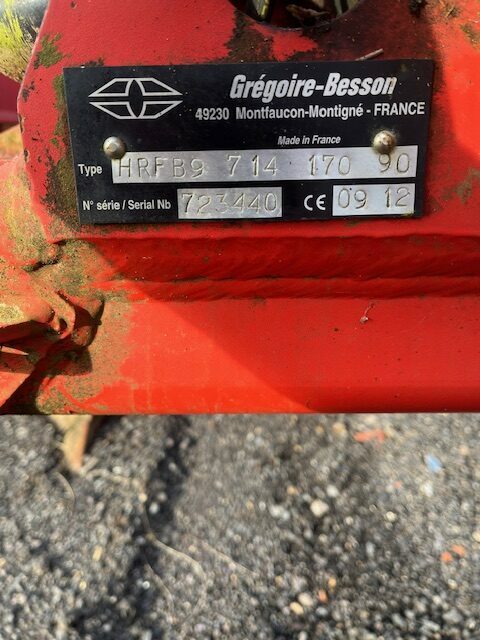 Grégoire-Besson
49230 Montfaucon-Montigné - FRANCE
Made in France
Type HRFB9 714 170 90
N° série / Serial Nb 723440 CE 09 12